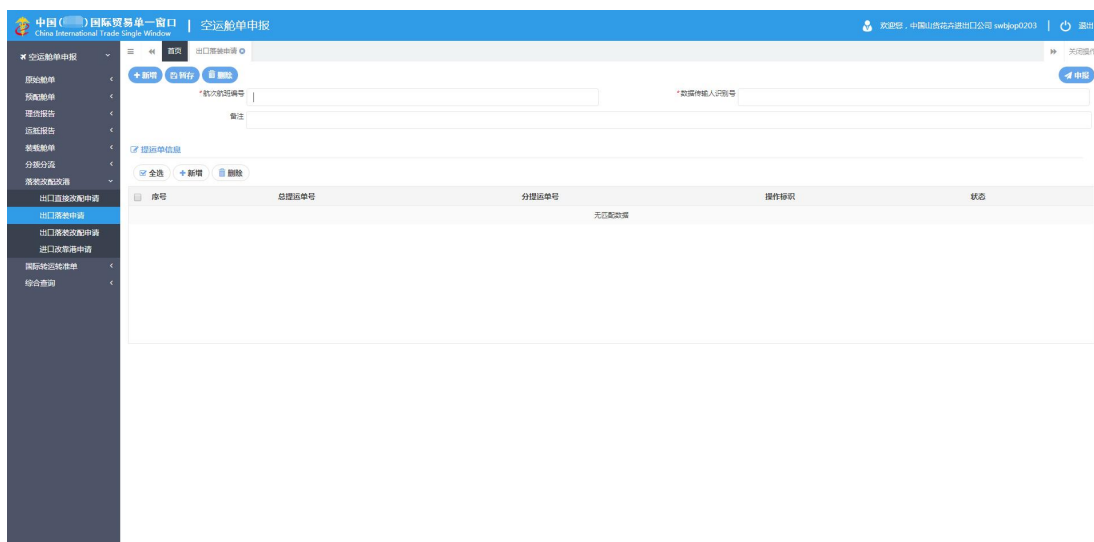 中国( )国际贸易单一窗口 | 空运舱单申报
China International Trade Single Window
欢迎您，中国山货花卉进出口公司 swbjop0203 | 退出
空运舱单申报
首页 出口落装申请
关闭操作
新增 暂存 删除
申报
原始舱单
预配舱单
理货报告
运抵报告
装载舱单
分拨分流
落装改配改港
出口直接改配申请
出口落装申请
出口落装改配申请
进口改靠港申请
国际转运转准单
综合查询
*航次航班编号
*数据传输人识别号
备注
提运单信息
全选 新增 删除
序号 总提运单号 分提运单号 操作标识 状态
无匹配数据